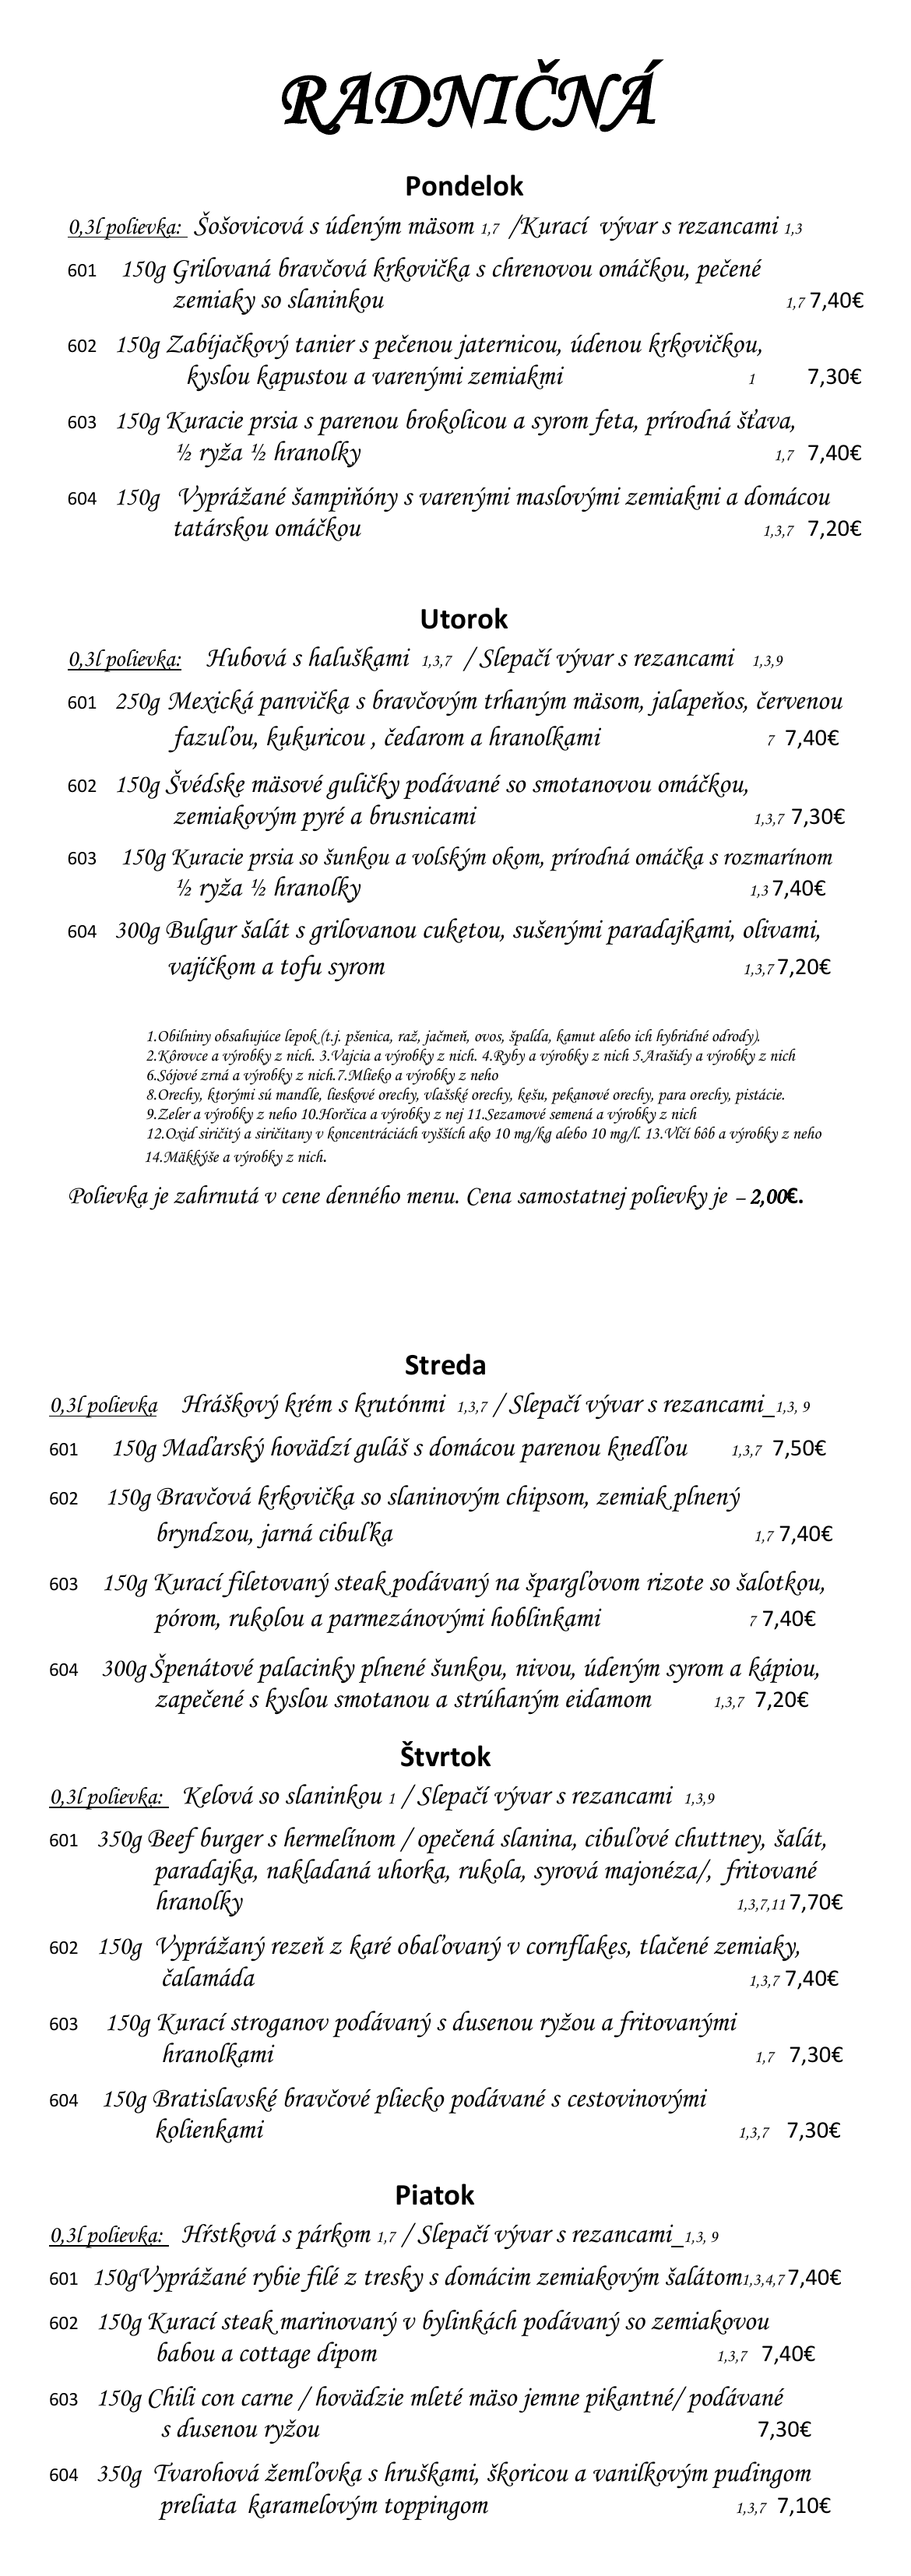 RADNIČNÁ
Pondelok
0,3l polievka: Šošovicová s údeným mäsom 1,7 /Kurací vývar s rezancami 1,3
601 150g Grilovaná bravčová krkovička s chrenovou omáčkou, pečené
zemiaky so slaninkou 1,7 7,40€
602 150g Zabíjačkový tanier s pečenou jaternicou, údenou krkovičkou,
kyslou kapustou a varenými zemiakmi 1 7,30€
603 150g Kuracie prsia s parenou brokolicou a syrom feta, prírodná šťava,
½ ryža ½ hranolky 1,7 7,40€
604 150g Vyprážané šampiňóny s varenými maslovými zemiakmi a domácou
tatárskou omáčkou 1,3,7 7,20€
Utorok
0,3l polievka: Hubová s haluškami 1,3,7 / Slepačí vývar s rezancami 1,3,9
601 250g Mexická panvička s bravčovým trhaným mäsom, jalapeňos, červenou
fazuľou, kukuricou , čedarom a hranolkami 7 7,40€
602 150g Švédske mäsové guličky podávané so smotanovou omáčkou,
zemiakovým pyré a brusnicami 1,3,7 7,30€
603 150g Kuracie prsia so šunkou a volským okom, prírodná omáčka s rozmarínom
½ ryža ½ hranolky 1,3 7,40€
604 300g Bulgur šalát s grilovanou cuketou, sušenými paradajkami, olivami,
vajíčkom a tofu syrom 1,3,7 7,20€
1.Obilniny obsahujúce lepok (t.j. pšenica, raž, jačmeň, ovos, špalda, kamut alebo ich hybridné odrody).
2.Kôrovce a výrobky z nich. 3.Vajcia a výrobky z nich. 4.Ryby a výrobky z nich 5.Arašidy a výrobky z nich
6.Sójové zrná a výrobky z nich.7.Mlieko a výrobky z neho
8.Orechy, ktorými sú mandle, lieskové orechy, vlašské orechy, kešu, pekanové orechy, para orechy, pistácie.
9.Zeler a výrobky z neho 10.Horčica a výrobky z nej 11.Sezamové semená a výrobky z nich
12.Oxid siričitý a siričitany v koncentráciách vyšších ako 10 mg/kg alebo 10 mg/l. 13.Vlčí bôb a výrobky z neho
14.Mäkkýše a výrobky z nich.
Polievka je zahrnutá v cene denného menu. Cena samostatnej polievky je – 2,00€.
Streda
0,3l polievka Hráškový krém s krutónmi 1,3,7 / Slepačí vývar s rezancami_1,3, 9
601 150g Maďarský hovädzí guláš s domácou parenou knedľou 1,3,7 7,50€
602 150g Bravčová krkovička so slaninovým chipsom, zemiak plnený
bryndzou, jarná cibuľka 1,7 7,40€
603 150g Kurací filetovaný steak podávaný na špargľovom rizote so šalotkou,
pórom, rukolou a parmezánovými hoblinkami 7 7,40€
604 300g Špenátové palacinky plnené šunkou, nivou, údeným syrom a kápiou,
zapečené s kyslou smotanou a strúhaným eidamom 1,3,7 7,20€
Štvrtok
0,3l polievka: Kelová so slaninkou 1 / Slepačí vývar s rezancami 1,3,9
601 350g Beef burger s hermelínom / opečená slanina, cibuľové chuttney, šalát,
paradajka, nakladaná uhorka, rukola, syrová majonéza/, fritované
hranolky 1,3,7,11 7,70€
602 150g Vyprážaný rezeň z karé obaľovaný v cornflakes, tlačené zemiaky,
čalamáda 1,3,7 7,40€
603 150g Kurací stroganov podávaný s dusenou ryžou a fritovanými
hranolkami 1,7 7,30€
604 150g Bratislavské bravčové pliecko podávané s cestovinovými
kolienkami 1,3,7 7,30€
Piatok
0,3l polievka: Hŕstková s párkom 1,7 / Slepačí vývar s rezancami_1,3, 9
601 150gVyprážané rybie filé z tresky s domácim zemiakovým šalátom1,3,4,7 7,40€
602 150g Kurací steak marinovaný v bylinkách podávaný so zemiakovou
babou a cottage dipom 1,3,7 7,40€
603 150g Chili con carne / hovädzie mleté mäso jemne pikantné/ podávané
s dusenou ryžou 7,30€
604 350g Tvarohová žemľovka s hruškami, škoricou a vanilkovým pudingom
preliata karamelovým toppingom 1,3,7 7,10€